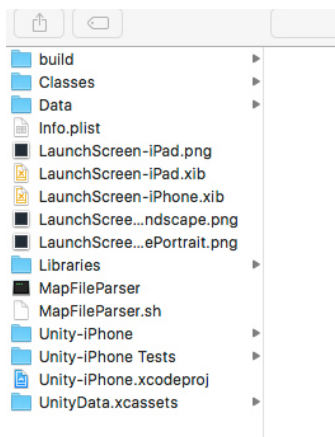 build
Classes
Data
Info.plist
LaunchScreen-iPad.png
LaunchScreen-iPad.xib
LaunchScreen-iPhone.xib
LaunchScree...ndscape.png
LaunchScree...ePortrait.png
Libraries
MapFileParser
MapFileParser.sh
Unity-iPhone
Unity-iPhone Tests
Unity-iPhone.xcodeproj
UnityData.xcassets